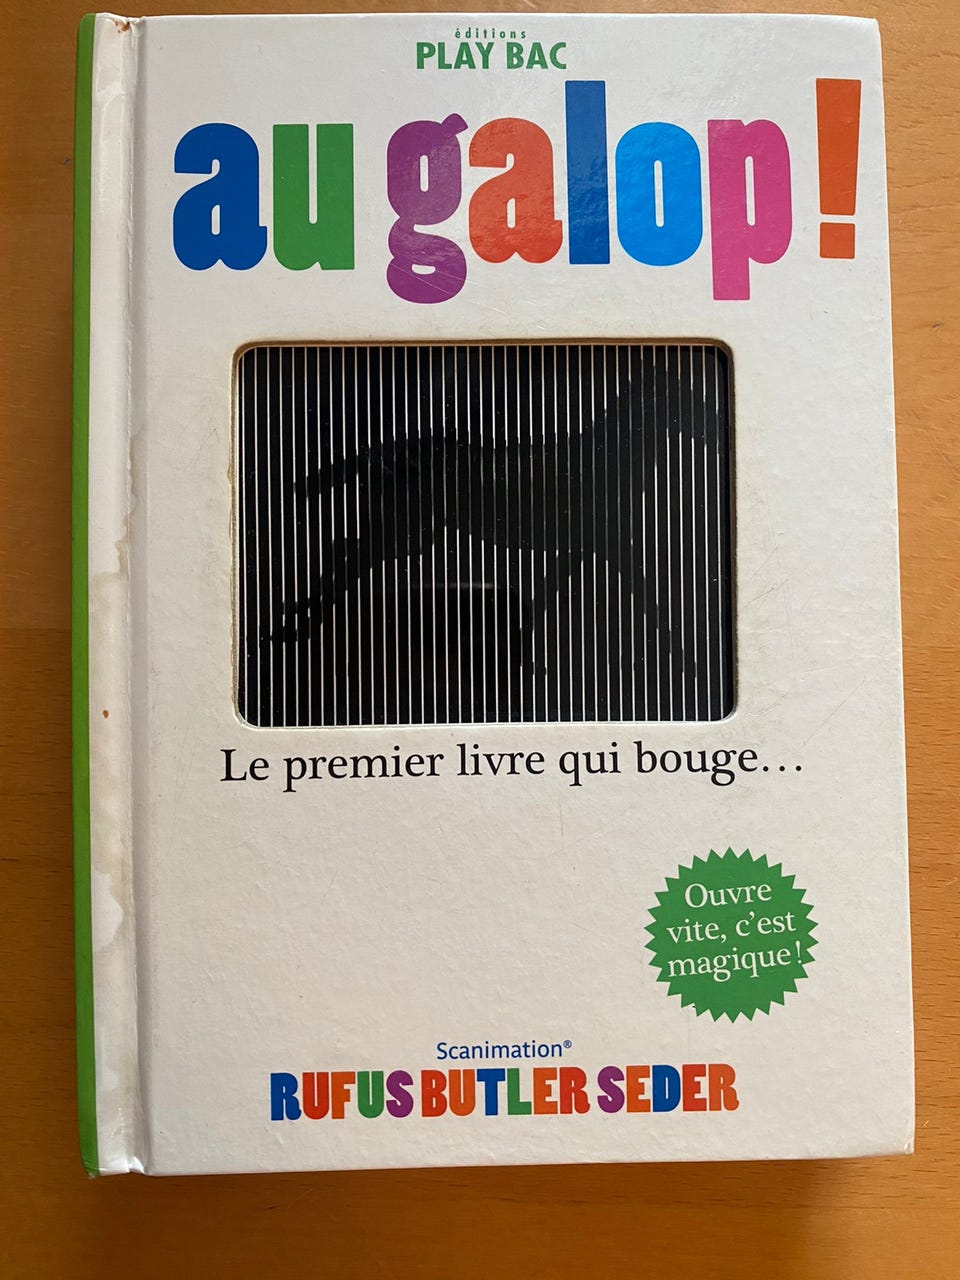 éditions
PLAY BAC
au galop !
Le premier livre qui bouge...
Ouvre
vite, c'est
magique !
Scanimation®
RUFUS BUTLER SEDER